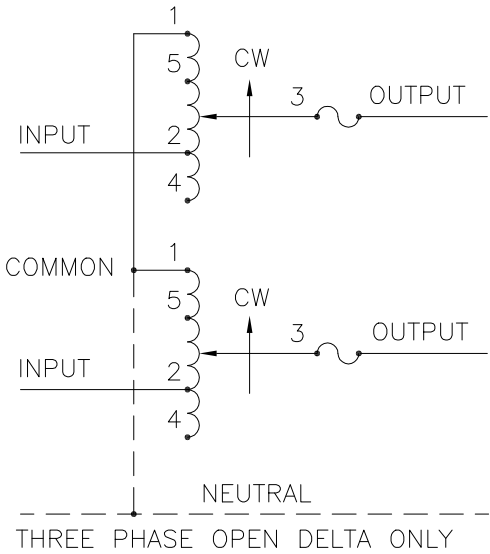 1
5
CW
3
OUTPUT
INPUT
2
4
COMMON
1
5
CW
3
OUTPUT
INPUT
2
4
NEUTRAL
THREE PHASE OPEN DELTA ONLY